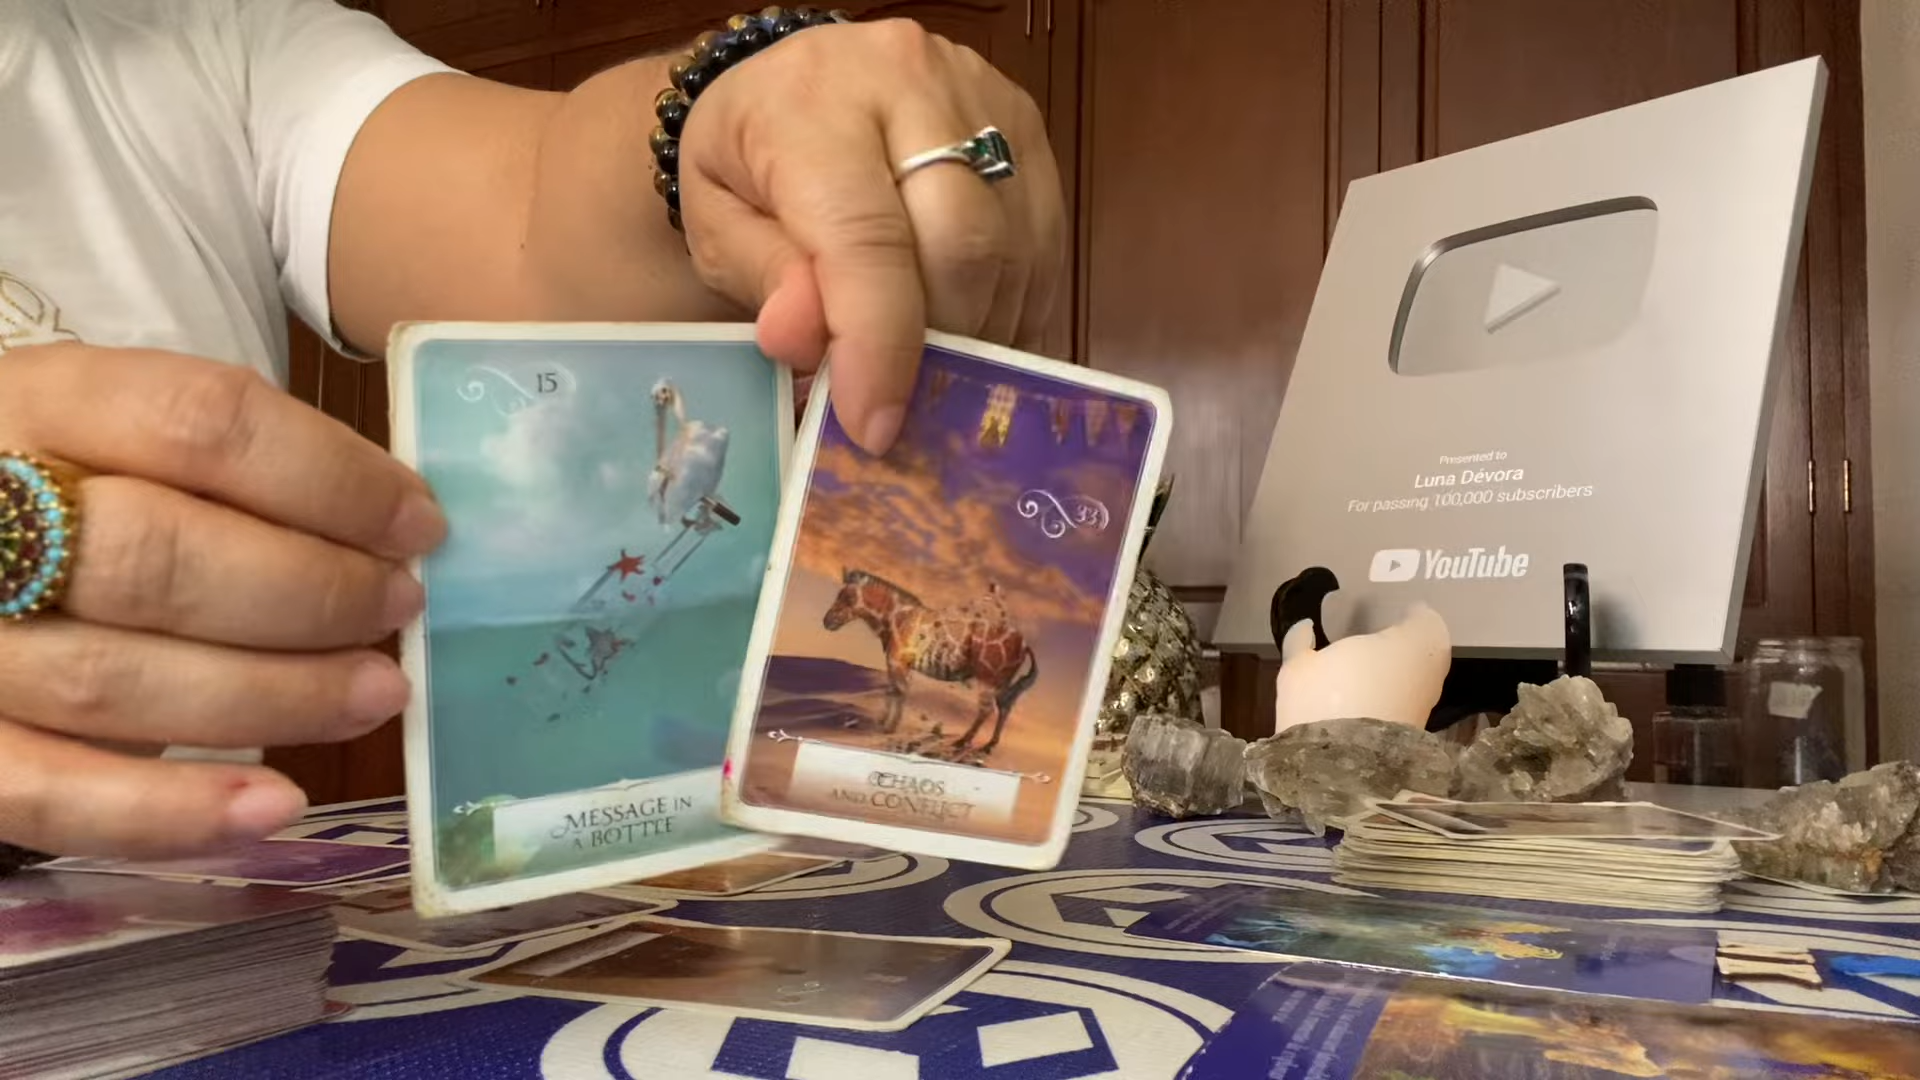 15
MESSAGE IN
A BOTTLE
33
CHAOS
AND CONFLICT
Presented to
Luna Dévora
For passing 100,000 subscribers
YouTube